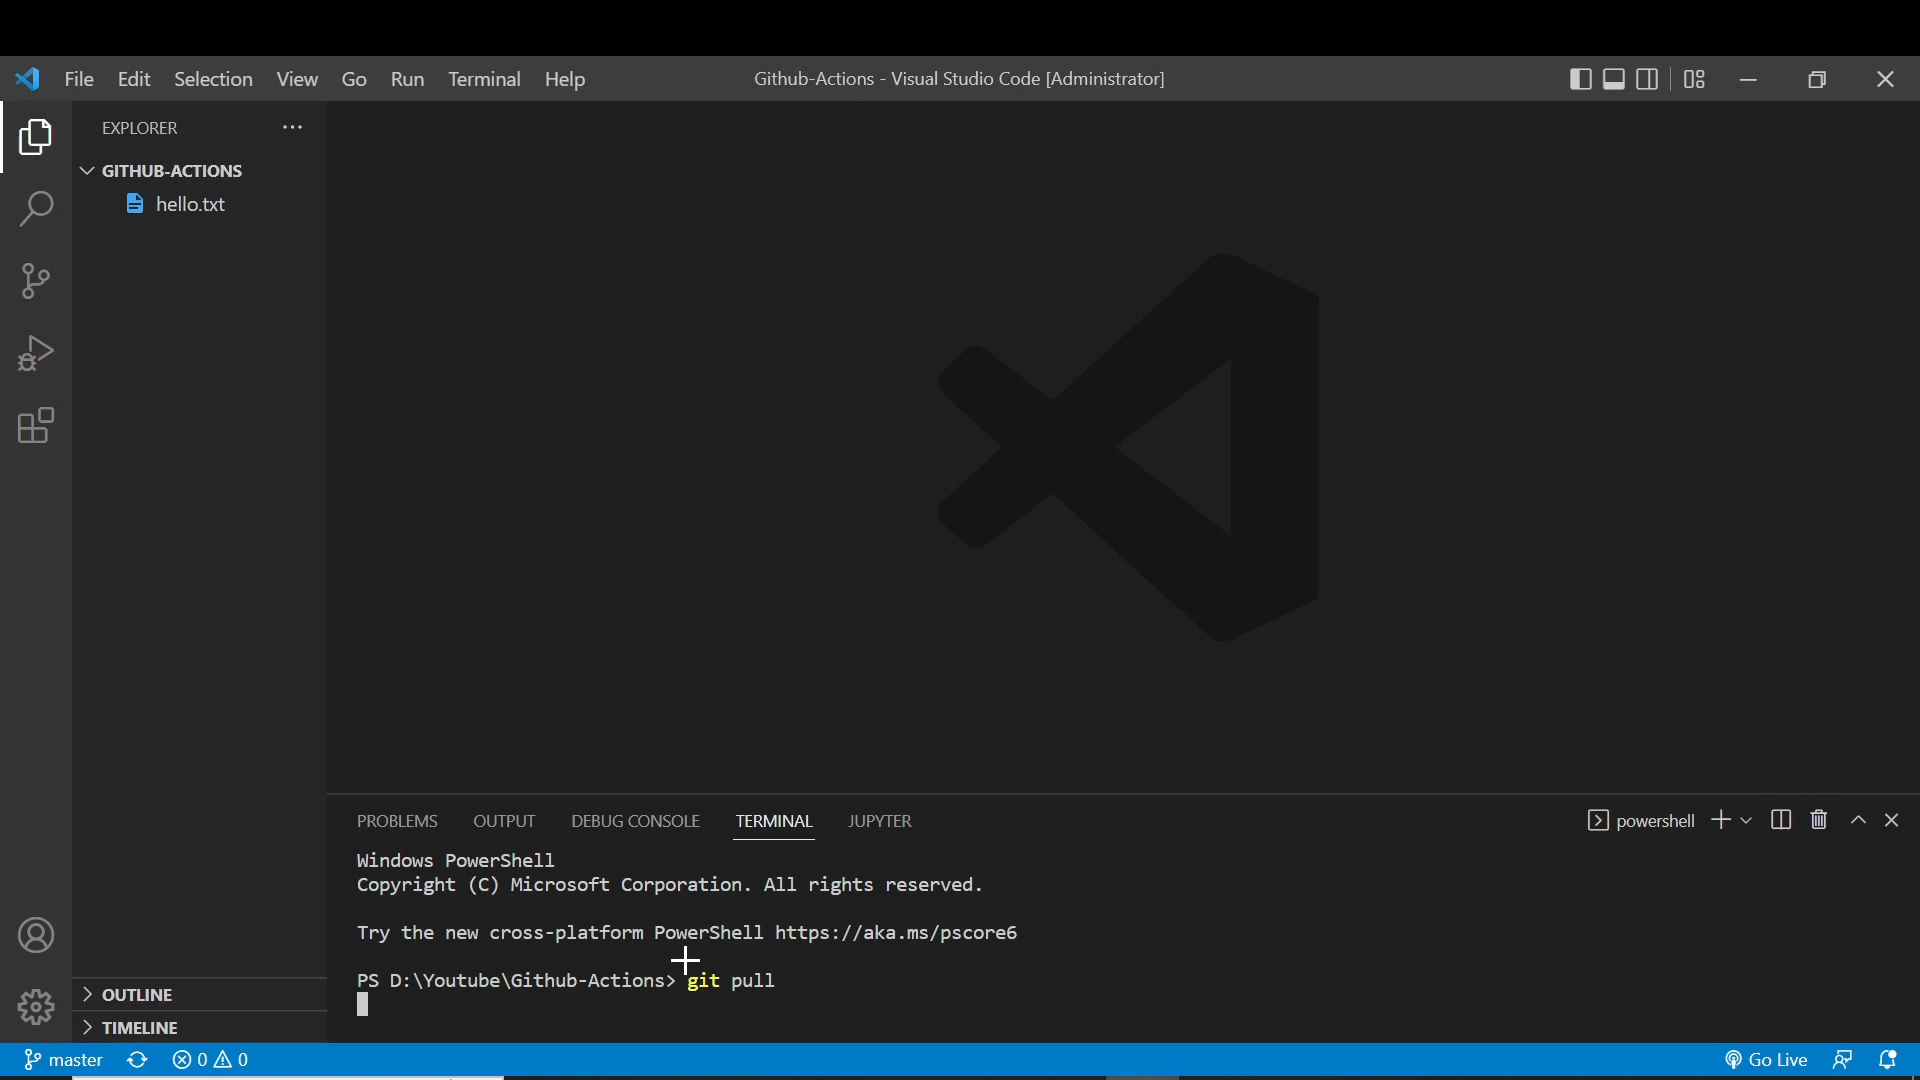 File Edit Selection View Go Run Terminal Help Github-Actions - Visual Studio Code [Administrator]
EXPLORER
GITHUB-ACTIONS
hello.txt
PROBLEMS OUTPUT DEBUG CONSOLE TERMINAL JUPYTER powershell
Windows PowerShell
Copyright (C) Microsoft Corporation. All rights reserved.
Try the new cross-platform PowerShell https://aka.ms/pscore6
PS D:\Youtube\Github-Actions> git pull
OUTLINE
TIMELINE
master 0 0 Go Live